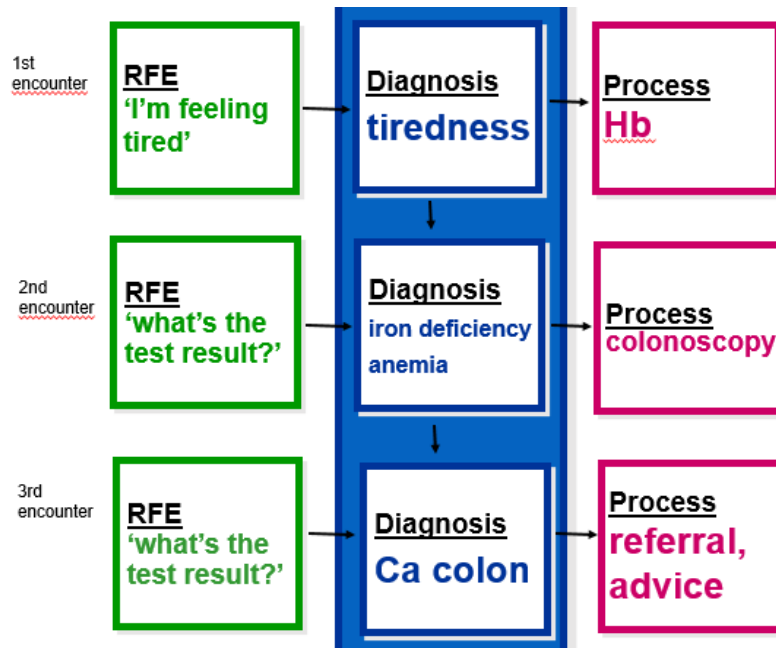 1st
encounter
RFE
‘I’m feeling
tired’
Diagnosis
tiredness
Process
Hb
2nd
encounter
RFE
‘what’s the
test result?’
Diagnosis
iron deficiency
anemia
Process
colonoscopy
3rd
encounter
RFE
‘what’s the
test result?’
Diagnosis
Ca colon
Process
referral,
advice